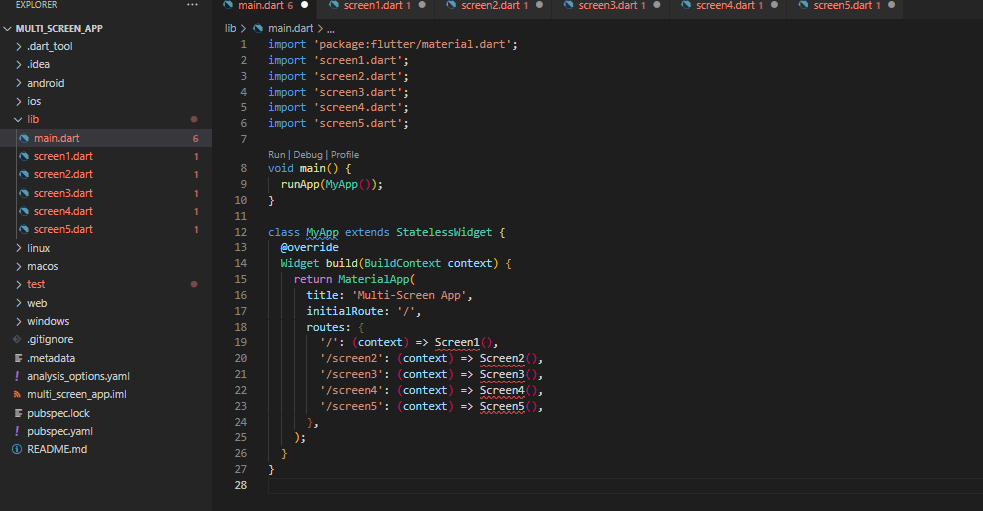 EXPLORER ···
main.dart 6 screen1.dart 1 screen2.dart 1 screen3.dart 1 screen4.dart 1 screen5.dart 1
MULTI_SCREEN_APP
.dart_tool
.idea
android
ios
lib
main.dart 6
screen1.dart 1
screen2.dart 1
screen3.dart 1
screen4.dart 1
screen5.dart 1
linux
macos
test
web
windows
.gitignore
.metadata
! analysis_options.yaml
multi_screen_app.iml
pubspec.lock
! pubspec.yaml
README.md
lib > main.dart > ...
1 import 'package:flutter/material.dart';
2 import 'screen1.dart';
3 import 'screen2.dart';
4 import 'screen3.dart';
5 import 'screen4.dart';
6 import 'screen5.dart';
7
Run | Debug | Profile
8 void main() {
9   runApp(MyApp());
10 }
11
12 class MyApp extends StatelessWidget {
13   @override
14   Widget build(BuildContext context) {
15     return MaterialApp(
16       title: 'Multi-Screen App',
17       initialRoute: '/',
18       routes: {
19         '/': (context) => Screen1(),
20         '/screen2': (context) => Screen2(),
21         '/screen3': (context) => Screen3(),
22         '/screen4': (context) => Screen4(),
23         '/screen5': (context) => Screen5(),
24       },
25     );
26   }
27 }
28